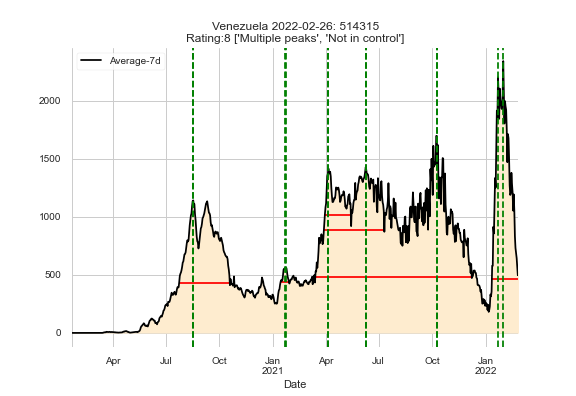 Venezuela 2022-02-26: 514315
Rating:8 ['Multiple peaks', 'Not in control']
Average-7d
2000
1500
1000
500
0
Apr Jul Oct Jan Apr Jul Oct Jan
2021 2022
Date